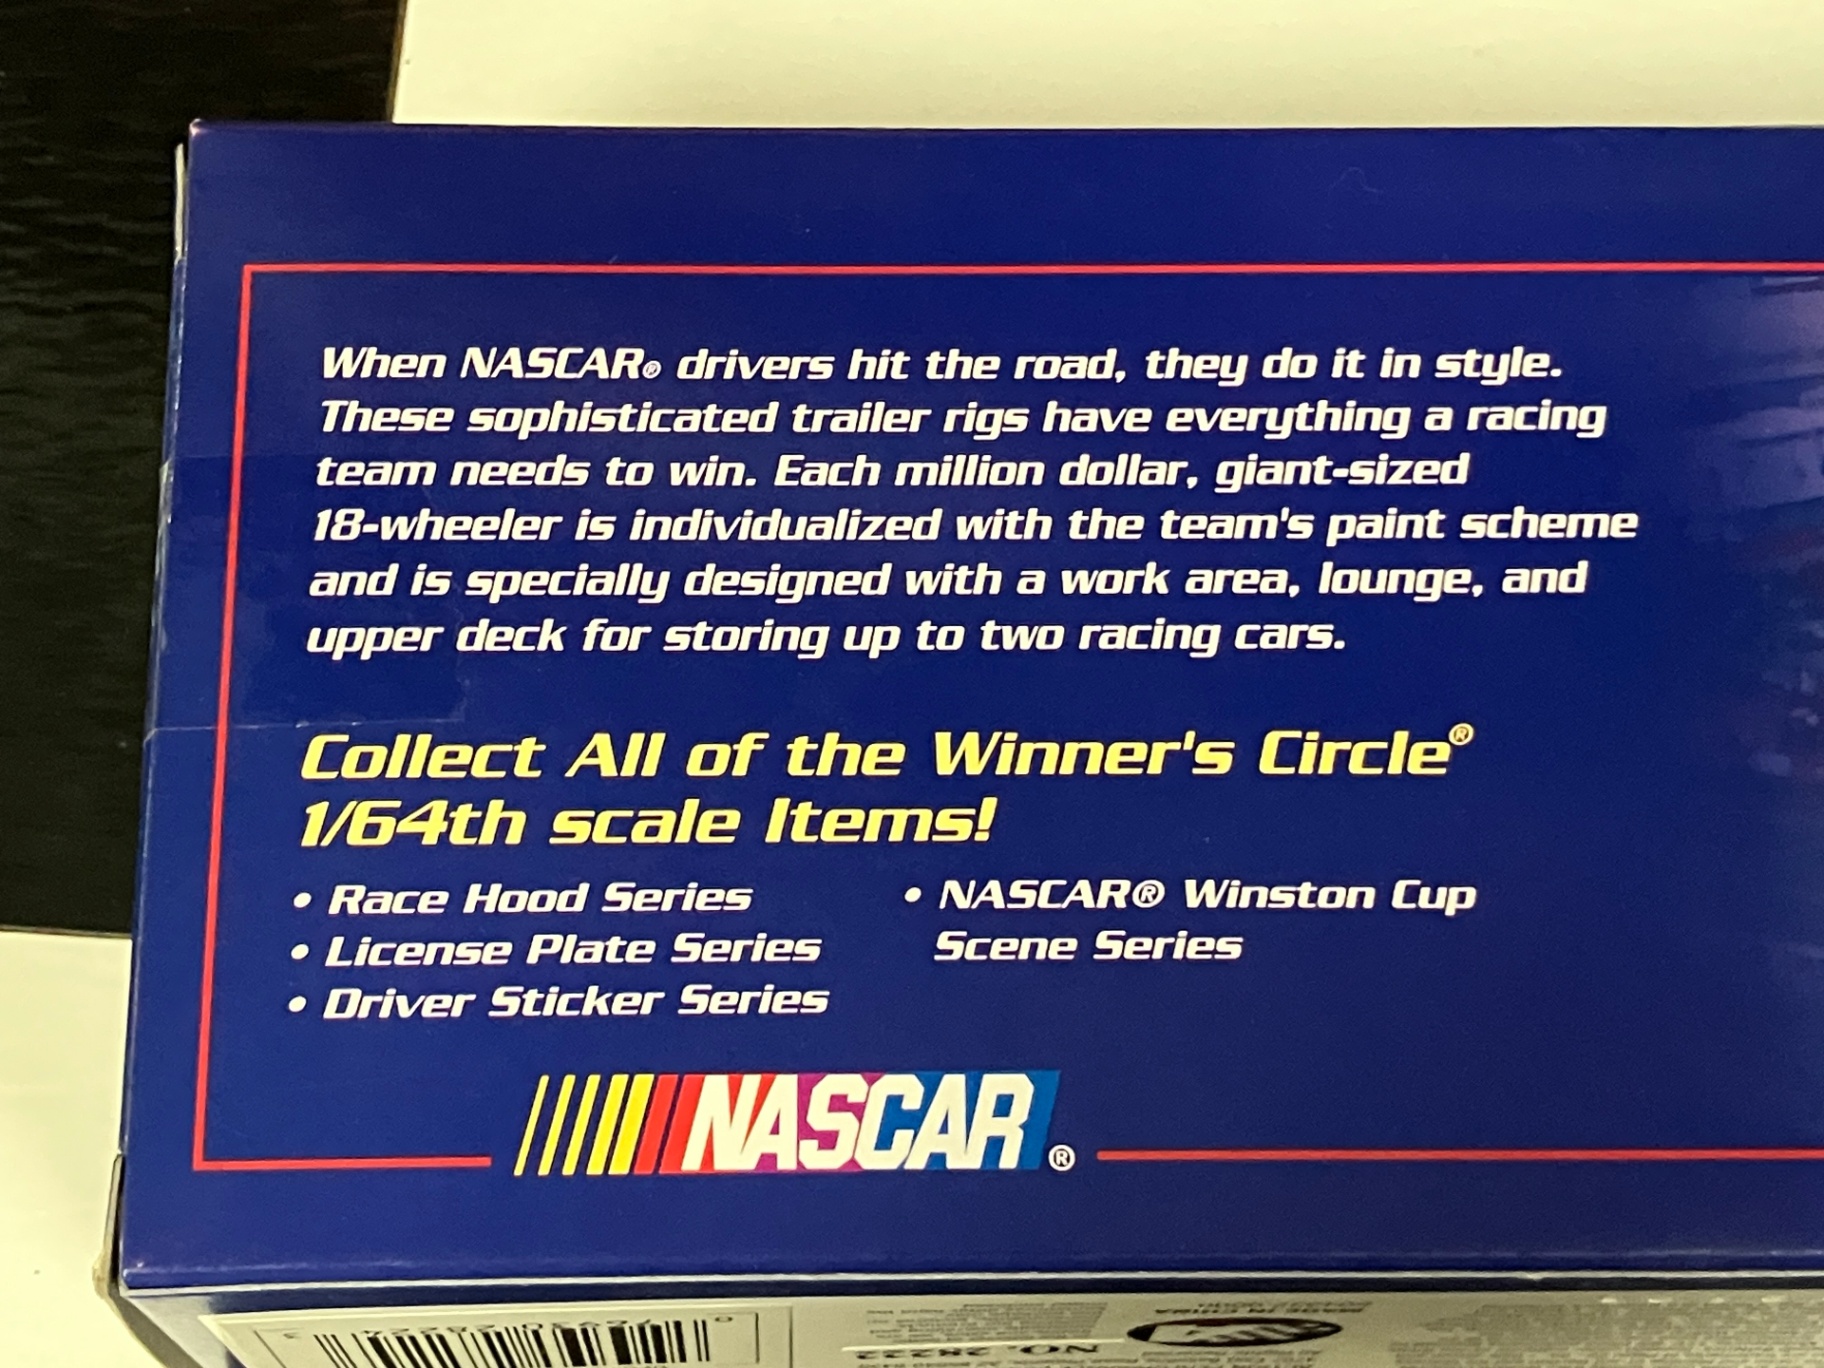 When NASCAR® drivers hit the road, they do it in style.
These sophisticated trailer rigs have everything a racing
team needs to win. Each million dollar, giant-sized
18-wheeler is individualized with the team's paint scheme
and is specially designed with a work area, lounge, and
upper deck for storing up to two racing cars.
Collect All of the Winner's Circle®
1/64th scale Items!
• Race Hood Series
• License Plate Series
• Driver Sticker Series
• NASCAR® Winston Cup
Scene Series
NASCAR®
MADE IN CHINA